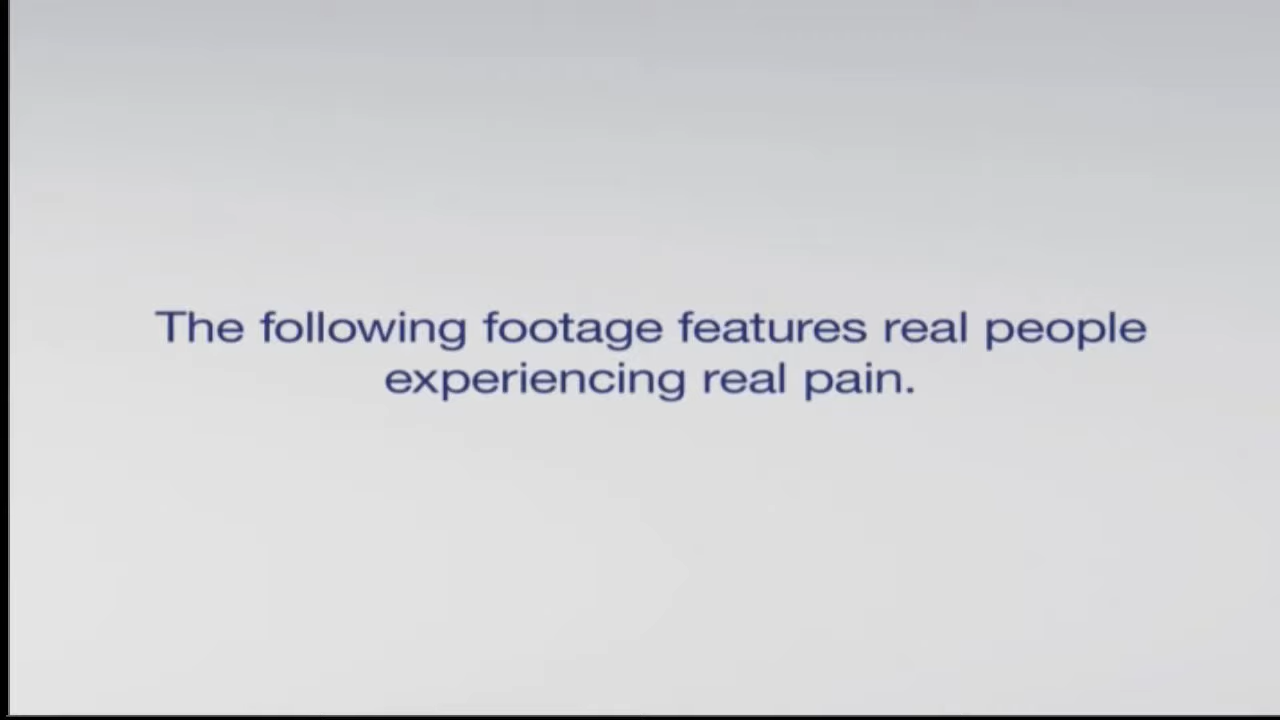 The following footage features real people
experiencing real pain.